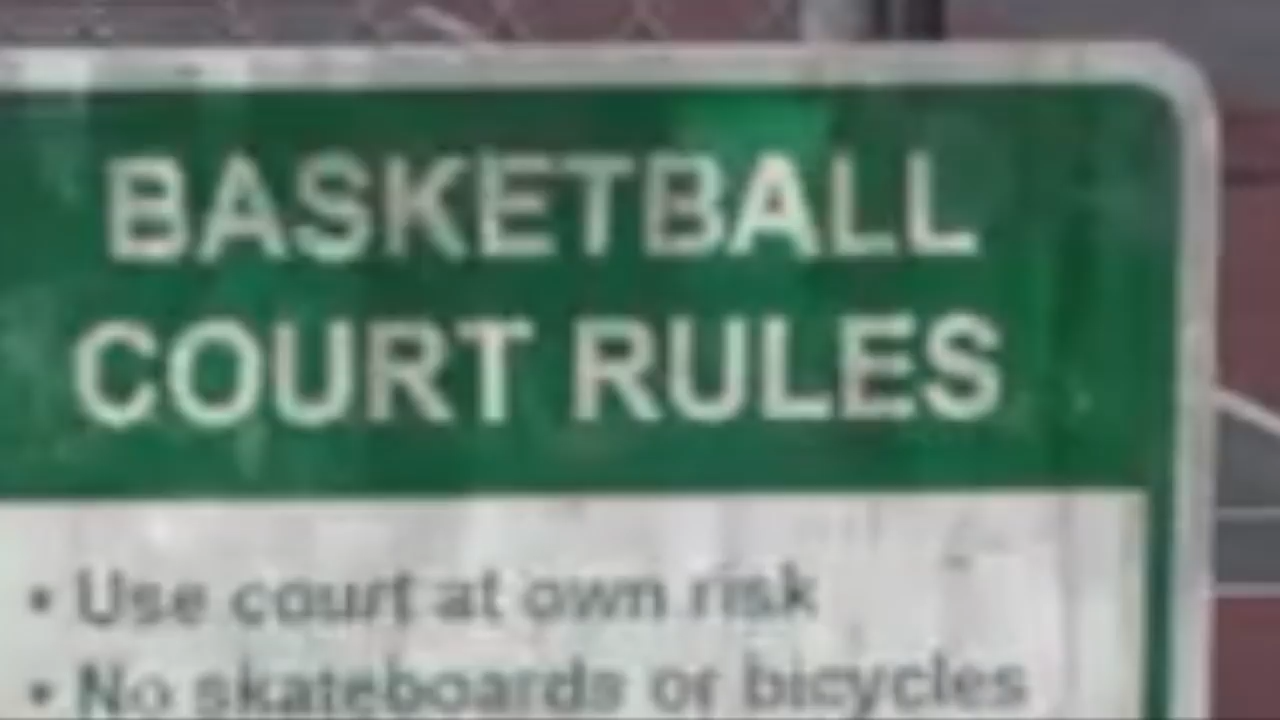 BASKETBALL
COURT RULES
• Use court at own risk
• No skateboards or bicycles